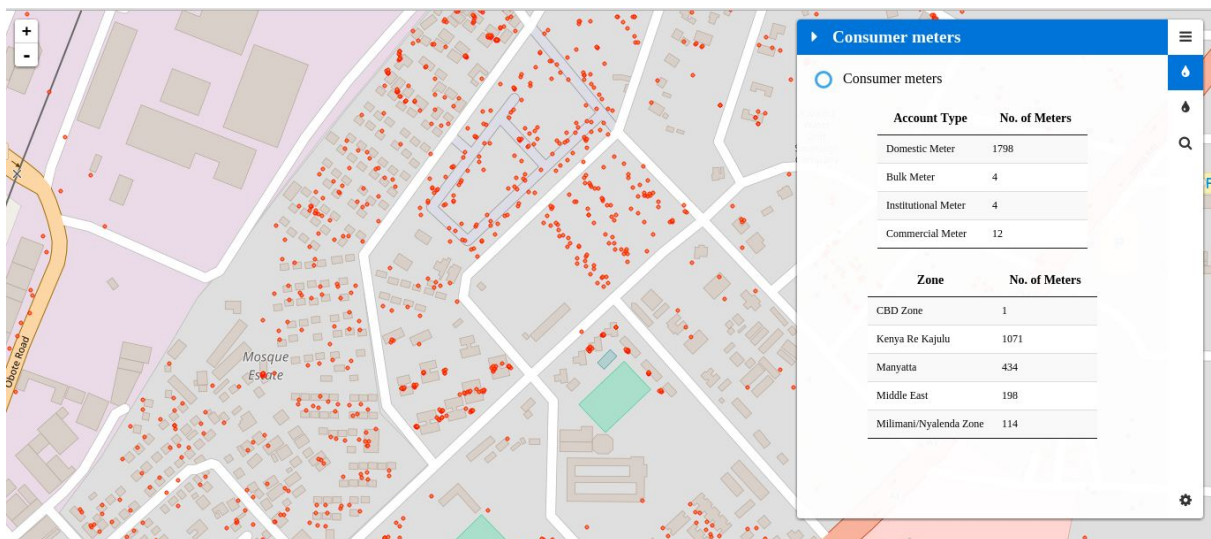 +
-
Obote Road
Mosque
Estate
Consumer meters
Consumer meters
Account Type No. of Meters
Domestic Meter 1798
Bulk Meter 4
Institutional Meter 4
Commercial Meter 12
Zone No. of Meters
CBD Zone 1
Kenya Re Kajulu 1071
Manyatta 434
Middle East 198
Milimani/Nyalenda Zone 114